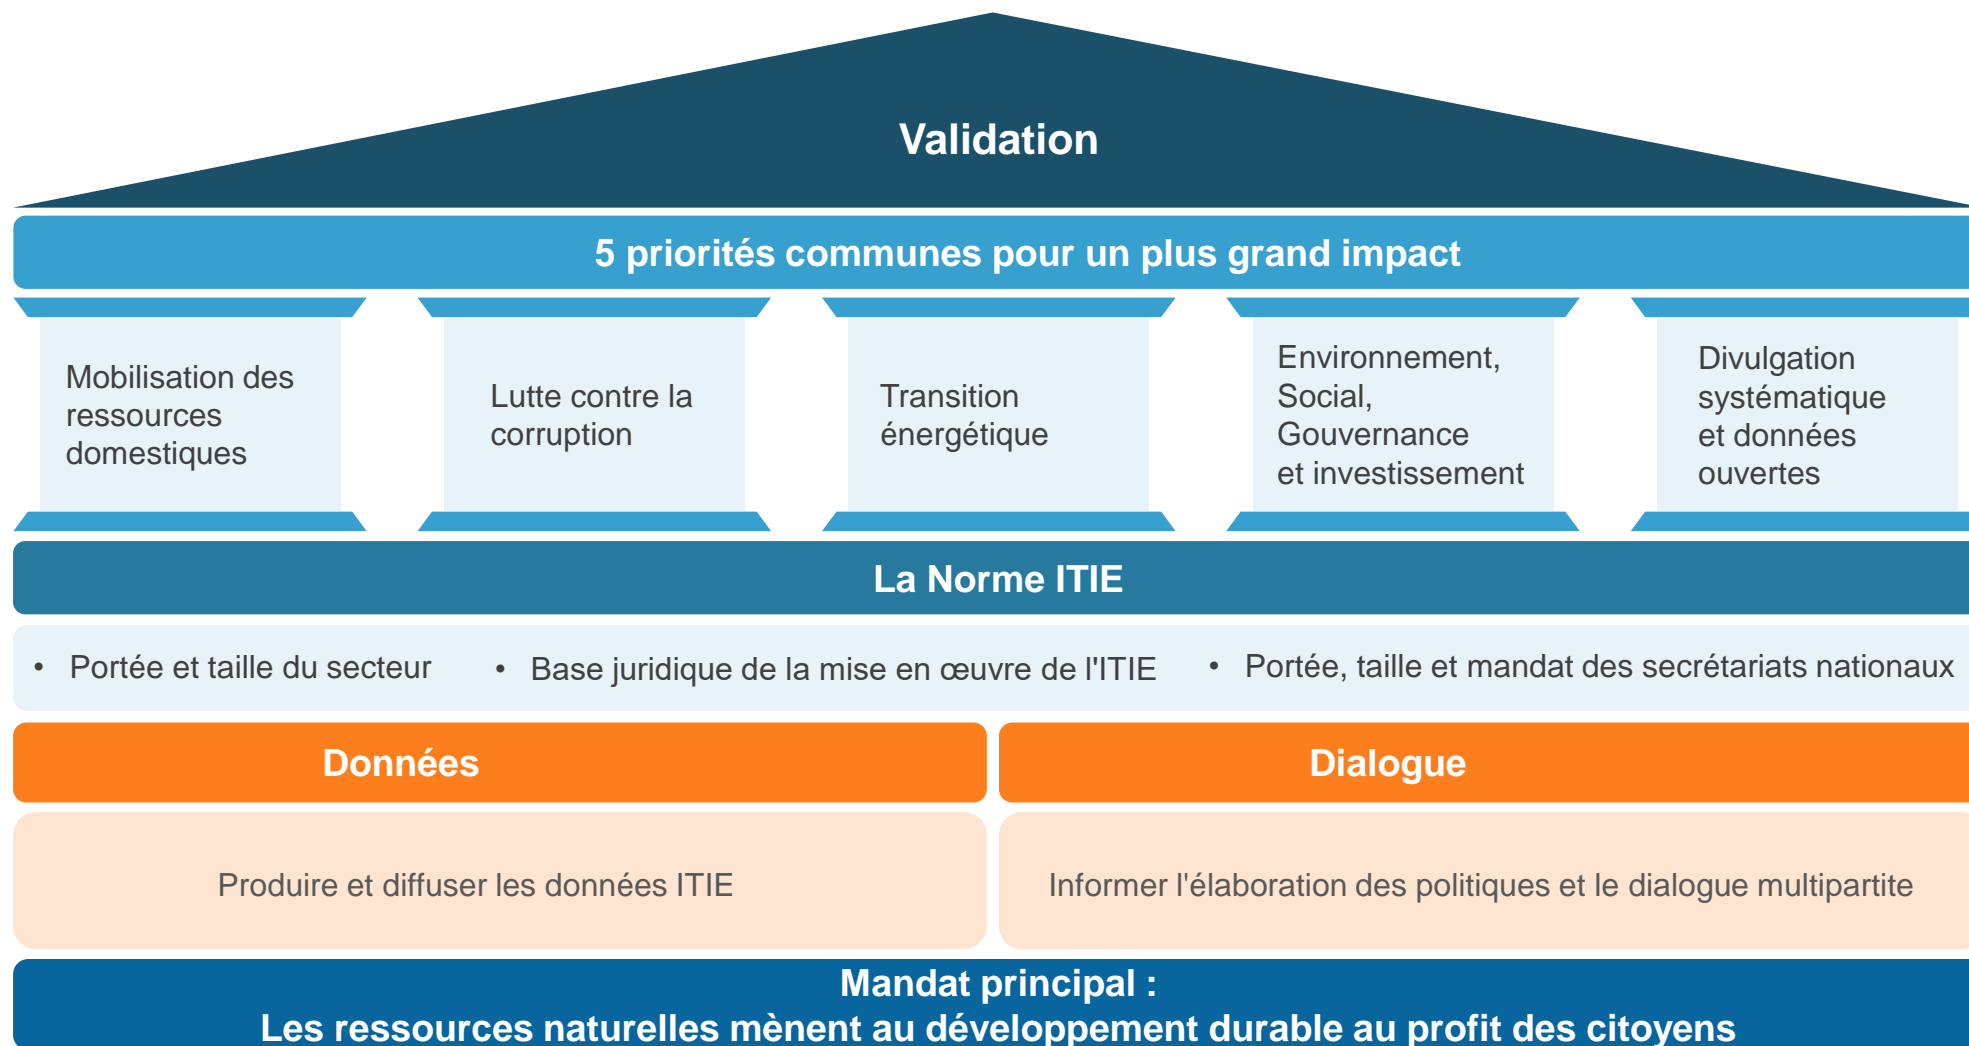 Validation
5 priorités communes pour un plus grand impact
Mobilisation des
ressources
domestiques
Lutte contre la
corruption
Transition
énergétique
Environnement,
Social,
Gouvernance
et investissement
Divulgation
systématique
et données
ouvertes
La Norme ITIE
• Portée et taille du secteur
• Base juridique de la mise en œuvre de l'ITIE
• Portée, taille et mandat des secrétariats nationaux
Données
Dialogue
Produire et diffuser les données ITIE
Informer l'élaboration des politiques et le dialogue multipartite
Mandat principal :
Les ressources naturelles mènent au développement durable au profit des citoyens